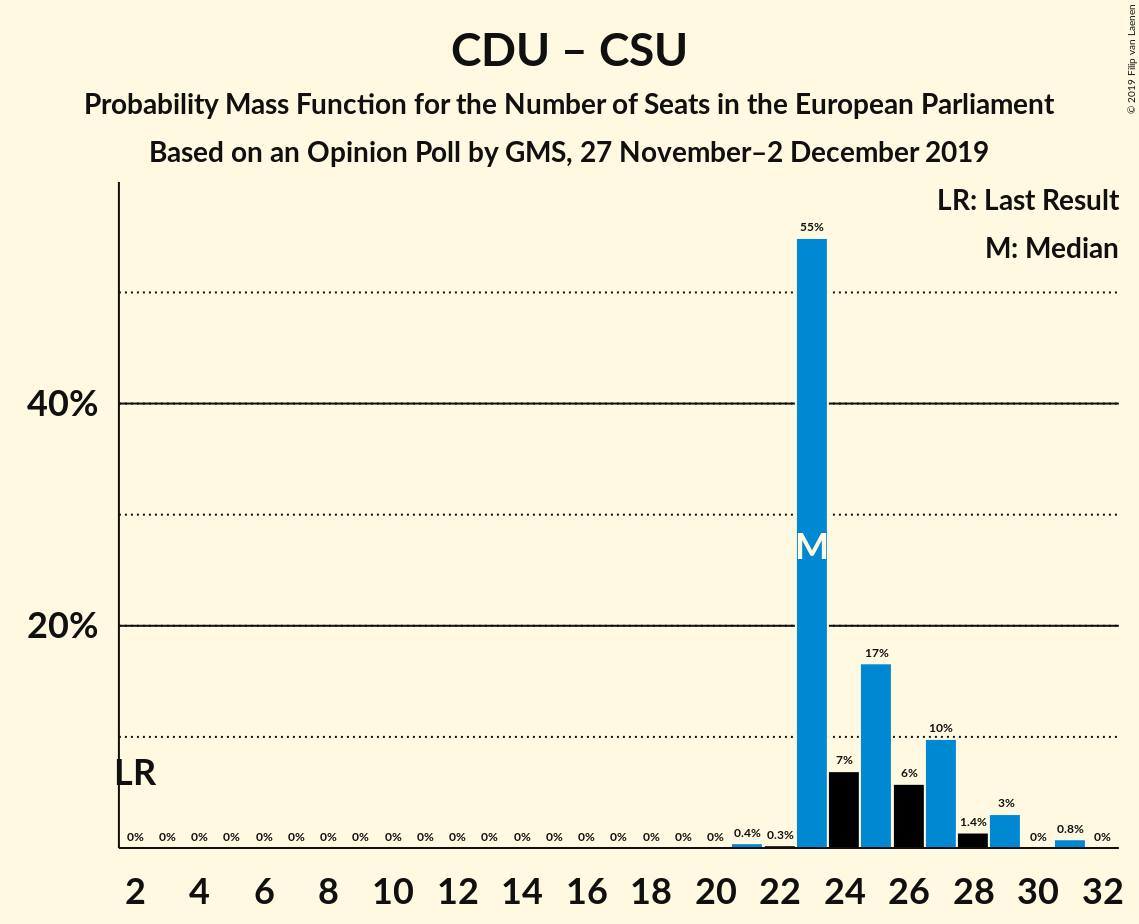 CDU – CSU
Probability Mass Function for the Number of Seats in the European Parliament
Based on an Opinion Poll by GMS, 27 November–2 December 2019
© 2019 Filip van Laenen
LR: Last Result
M: Median
55%
40%
M
20%
17%
10%
7%
6%
LR
3%
0% 0% 0% 0% 0% 0% 0% 0% 0% 0% 0% 0% 0% 0% 0% 0% 0% 0% 0% 0.4% 0.3% 1.4% 0% 0.8% 0%
2 4 6 8 10 12 14 16 18 20 22 24 26 28 30 32